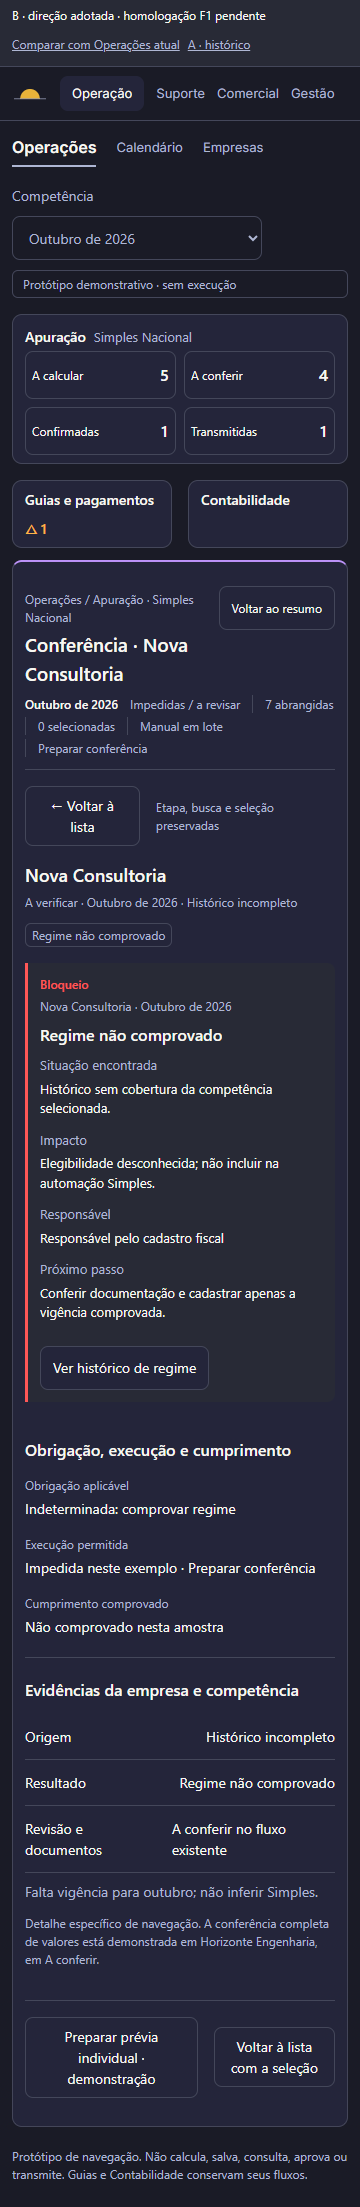 B · direção adotada · homologação F1 pendente
Comparar com Operações atual A · histórico
Operação Suporte Comercial Gestão
Operações Calendário Empresas
Competência
Outubro de 2026
Protótipo demonstrativo · sem execução
Apuração Simples Nacional
A calcular 5 A conferir 4
Confirmadas 1 Transmitidas 1
Guias e pagamentos Contabilidade
△ 1
Operações / Apuração · Simples
Nacional
Voltar ao resumo
Conferência · Nova
Consultoria
Outubro de 2026 Impedidas / a revisar 7 abrangidas
0 selecionadas Manual em lote
Preparar conferência
← Voltar à
lista
Etapa, busca e seleção
preservadas
Nova Consultoria
A verificar · Outubro de 2026 · Histórico incompleto
Regime não comprovado
Bloqueio
Nova Consultoria · Outubro de 2026
Regime não comprovado
Situação encontrada
Histórico sem cobertura da competência
selecionada.
Impacto
Elegibilidade desconhecida; não incluir na
automação Simples.
Responsável
Responsável pelo cadastro fiscal
Próximo passo
Conferir documentação e cadastrar apenas a
vigência comprovada.
Ver histórico de regime
Obrigação, execução e cumprimento
Obrigação aplicável
Indeterminada: comprovar regime
Execução permitida
Impedida neste exemplo · Preparar conferência
Cumprimento comprovado
Não comprovado nesta amostra
Evidências da empresa e competência
Origem Histórico incompleto
Resultado Regime não comprovado
Revisão e
documentos
A conferir no fluxo
existente
Falta vigência para outubro; não inferir Simples.
Detalhe específico de navegação. A conferência completa
de valores está demonstrada em Horizonte Engenharia,
em A conferir.
Preparar prévia
individual ·
demonstração
Voltar à lista
com a seleção
Protótipo de navegação. Não calcula, salva, consulta, aprova ou
transmite. Guias e Contabilidade conservam seus fluxos.